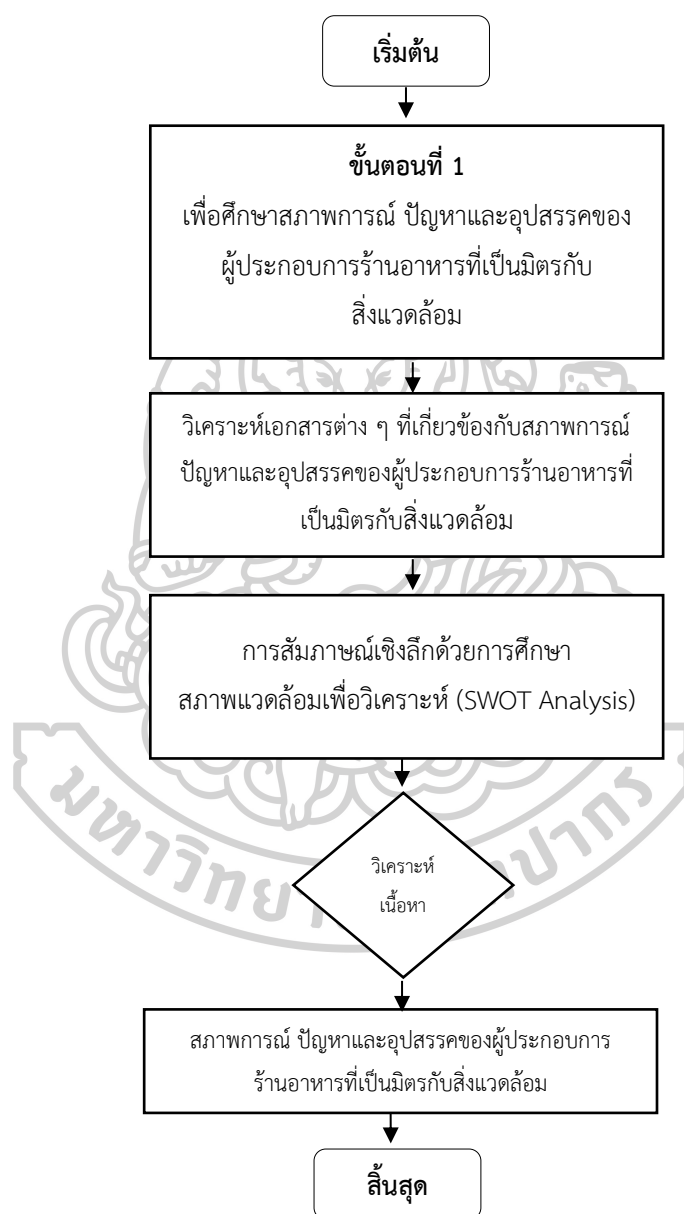 เริ่มต้น
ขั้นตอนที่ 1
เพื่อศึกษาสภาพการณ์ ปัญหาและอุปสรรคของ
ผู้ประกอบการร้านอาหารที่เป็นมิตรกับ
สิ่งแวดล้อม
วิเคราะห์เอกสารต่าง ๆ ที่เกี่ยวข้องกับสภาพการณ์
ปัญหาและอุปสรรคของผู้ประกอบการร้านอาหารที่
เป็นมิตรกับสิ่งแวดล้อม
การสัมภาษณ์เชิงลึกด้วยการศึกษา
สภาพแวดล้อมเพื่อวิเคราะห์ (SWOT Analysis)
วิเคราะห์
เนื้อหา
สภาพการณ์ ปัญหาและอุปสรรคของผู้ประกอบการ
ร้านอาหารที่เป็นมิตรกับสิ่งแวดล้อม
สิ้นสุด